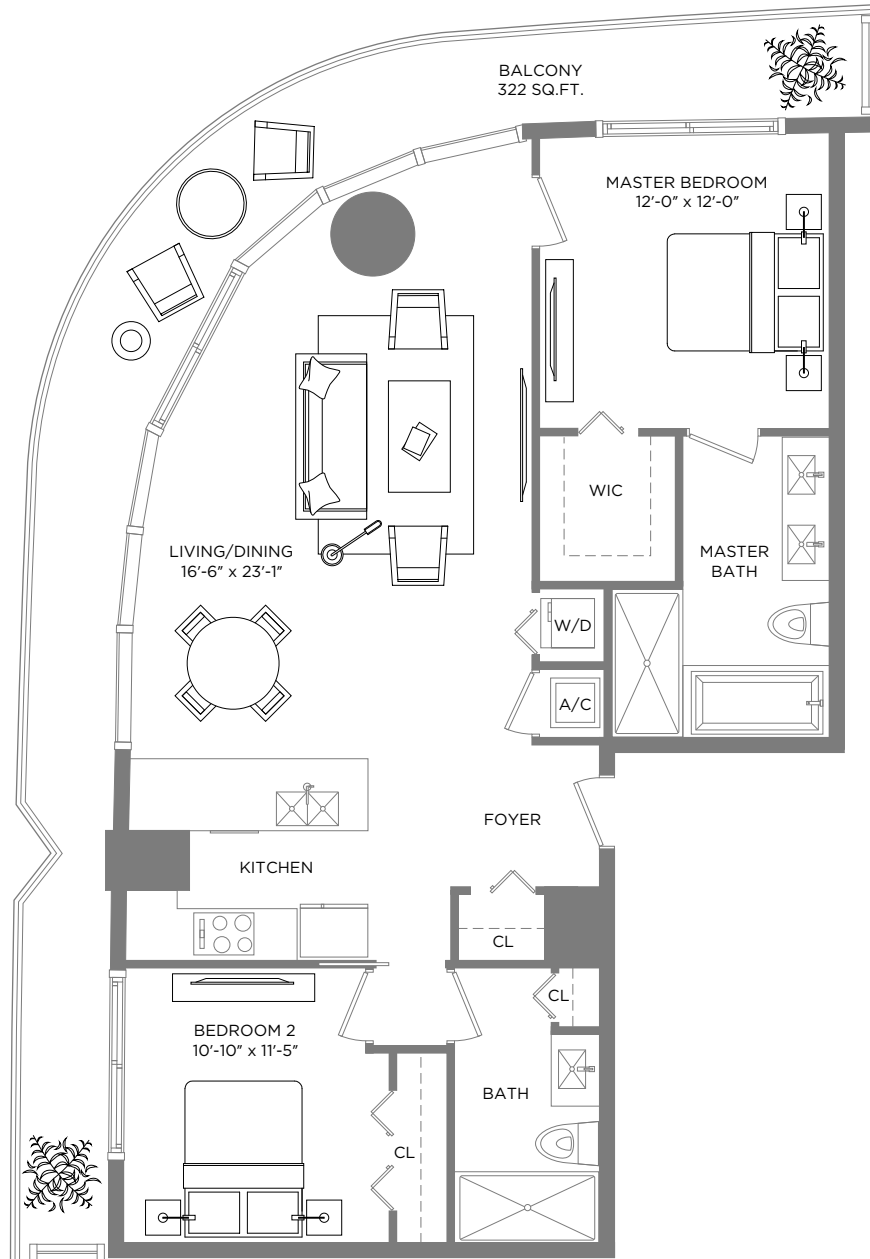 BALCONY
322 SQ.FT.
MASTER BEDROOM
12'-0" x 12'-0"
WIC
MASTER
BATH
LIVING/DINING
16'-6" x 23'-1"
W/D
A/C
FOYER
KITCHEN
CL
CL
BEDROOM 2
10'-10" x 11'-5"
BATH
CL